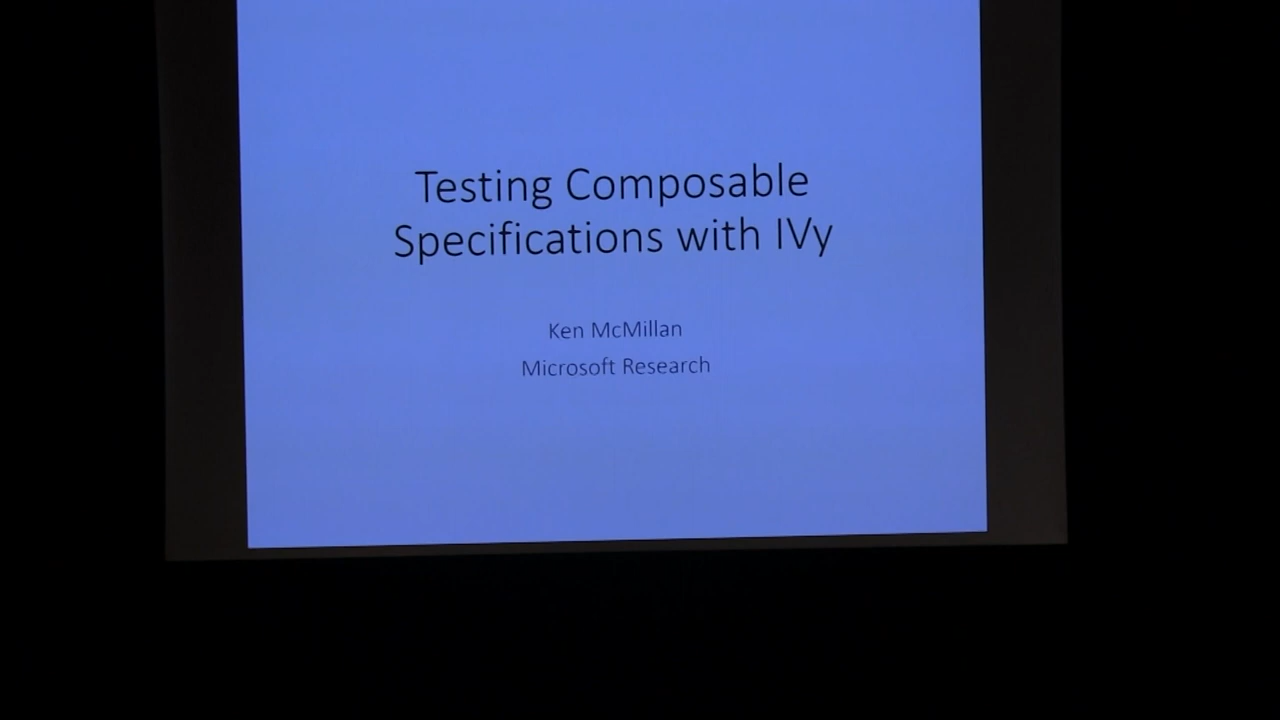 Testing Composable
Specifications with IVy
Ken McMillan
Microsoft Research